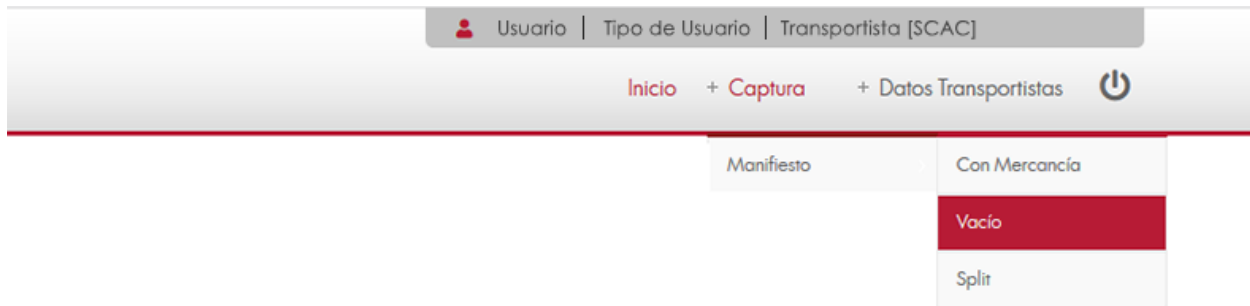 Usuario | Tipo de Usuario | Transportista [SCAC]
Inicio + Captura + Datos Transportistas
Manifiesto Con Mercancía
Vacío
Split